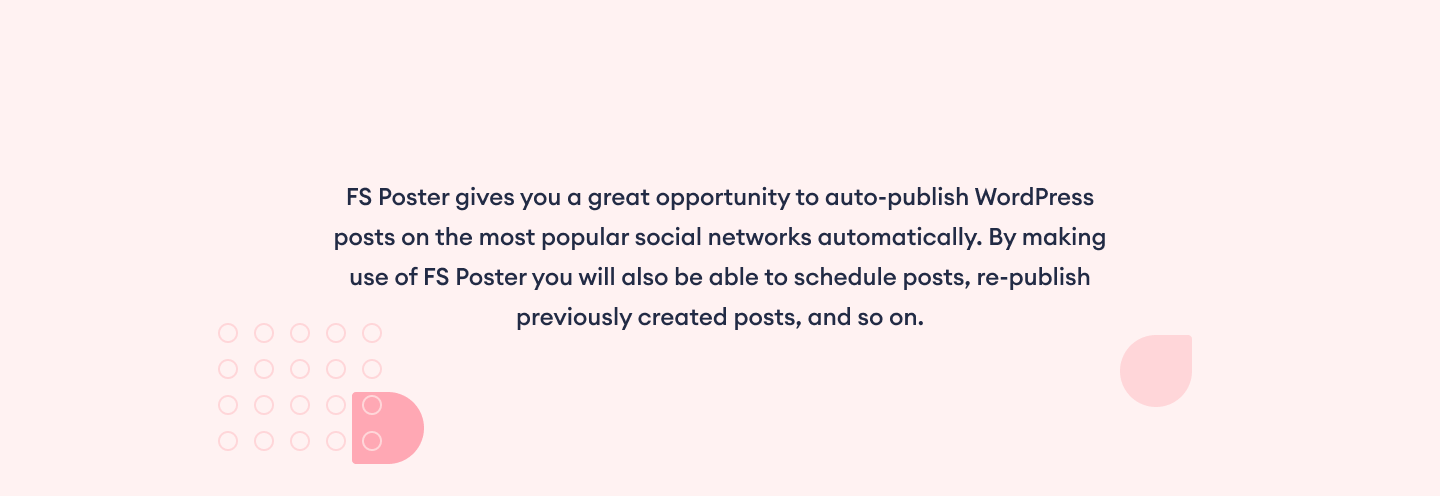 FS Poster gives you a great opportunity to auto-publish WordPress
posts on the most popular social networks automatically. By making
use of FS Poster you will also be able to schedule posts, re-publish
previously created posts, and so on.